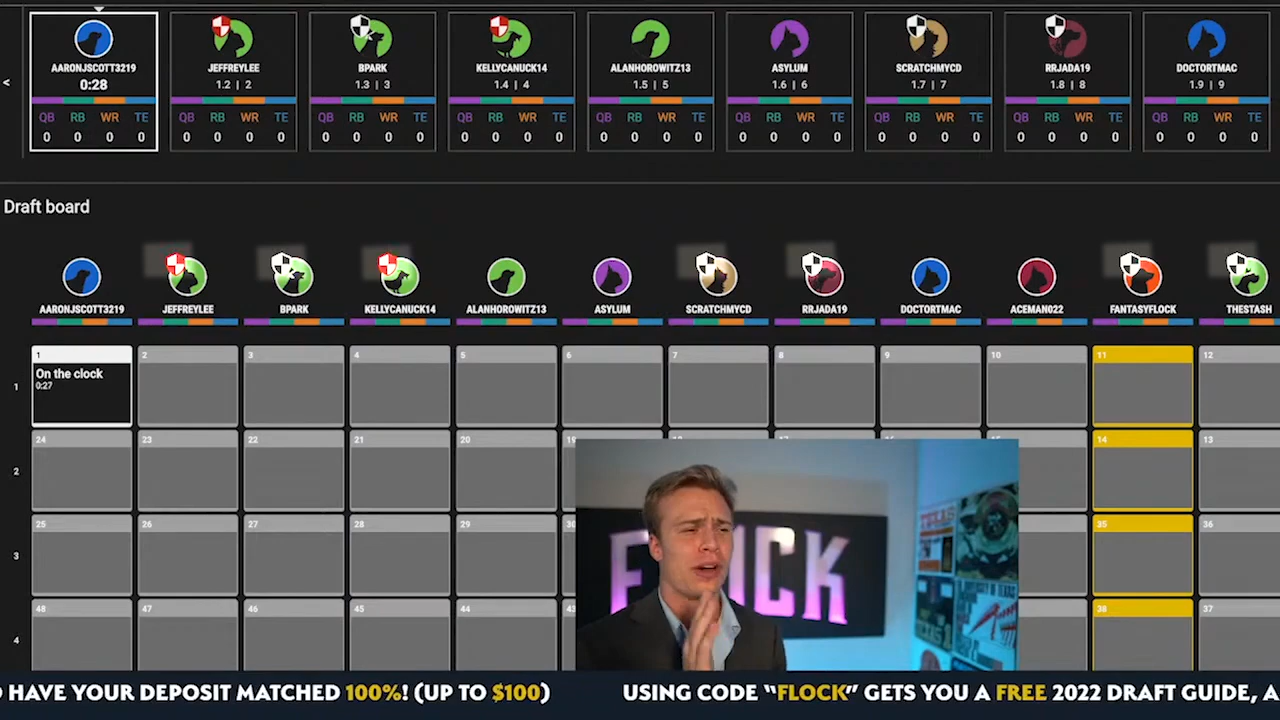 <
AARONJSCOTT3219
0:28
QB RB WR TE
0 0 0 0
JEFFREYLEE
1.2 | 2
QB RB WR TE
0 0 0 0
BPARK
1.3 | 3
QB RB WR TE
0 0 0 0
KELLYCANUCK14
1.4 | 4
QB RB WR TE
0 0 0 0
ALANHOROWITZ13
1.5 | 5
QB RB WR TE
0 0 0 0
ASYLUM
1.6 | 6
QB RB WR TE
0 0 0 0
SCRATCHMYCD
1.7 | 7
QB RB WR TE
0 0 0 0
RRJADA19
1.8 | 8
QB RB WR TE
0 0 0 0
DOCTORTMAC
1.9 | 9
QB RB WR TE
0 0 0 0
Draft board
AARONJSCOTT3219 JEFFREYLEE BPARK KELLYCANUCK14 ALANHOROWITZ13 ASYLUM SCRATCHMYCD RRJADA19 DOCTORTMAC ACEMAN022 FANTASYFLOCK THESTASH
1 2 3 4 5 6 7 8 9 10 11 12
1 On the clock
0:27
24 23 22 21 20 19 14 13
2
25 26 27 28 29 30 35 36
3
48 47 46 45 44 43 38 37
4
FLOCK
TEXAS
HAVE YOUR DEPOSIT MATCHED 100%! (UP TO $100) USING CODE "FLOCK" GETS YOU A FREE 2022 DRAFT GUIDE, A